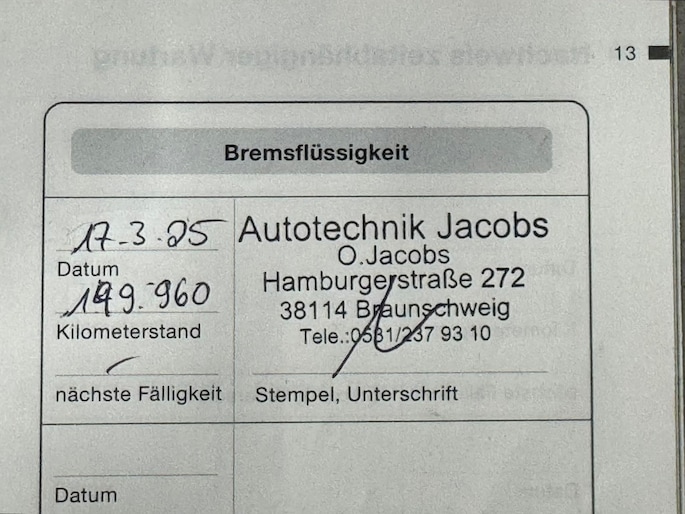 13
Bremsflüssigkeit
17-3-25
Datum
199.960
Kilometerstand
nächste Fälligkeit
Autotechnik Jacobs
O.Jacobs
Hamburgerstraße 272
38114 Braunschweig
Tele.:0531/237 93 10
Stempel, Unterschrift
Datum